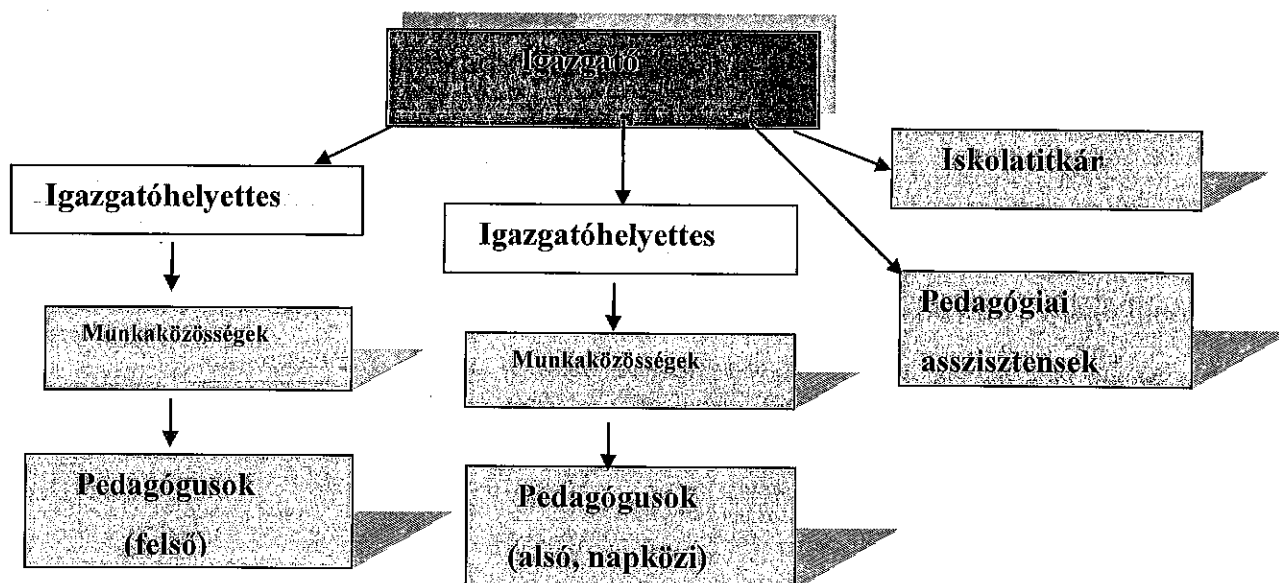 Igazgató
Iskolatitkár
Igazgatóhelyettes
Igazgatóhelyettes
Pedagógiai
asszisztensek
Munkaközösségek
Munkaközösségek
Pedagógusok
(felső)
Pedagógusok
(alsó, napközi)